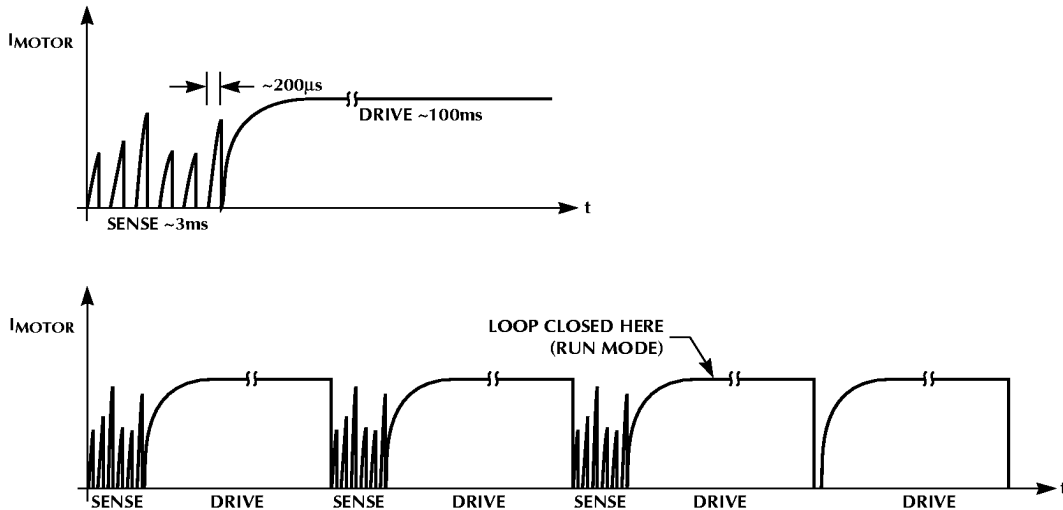 IMOTOR
~200µs
DRIVE ~100ms
t
SENSE ~3ms
IMOTOR
LOOP CLOSED HERE
(RUN MODE)
t
SENSE DRIVE SENSE DRIVE SENSE DRIVE DRIVE